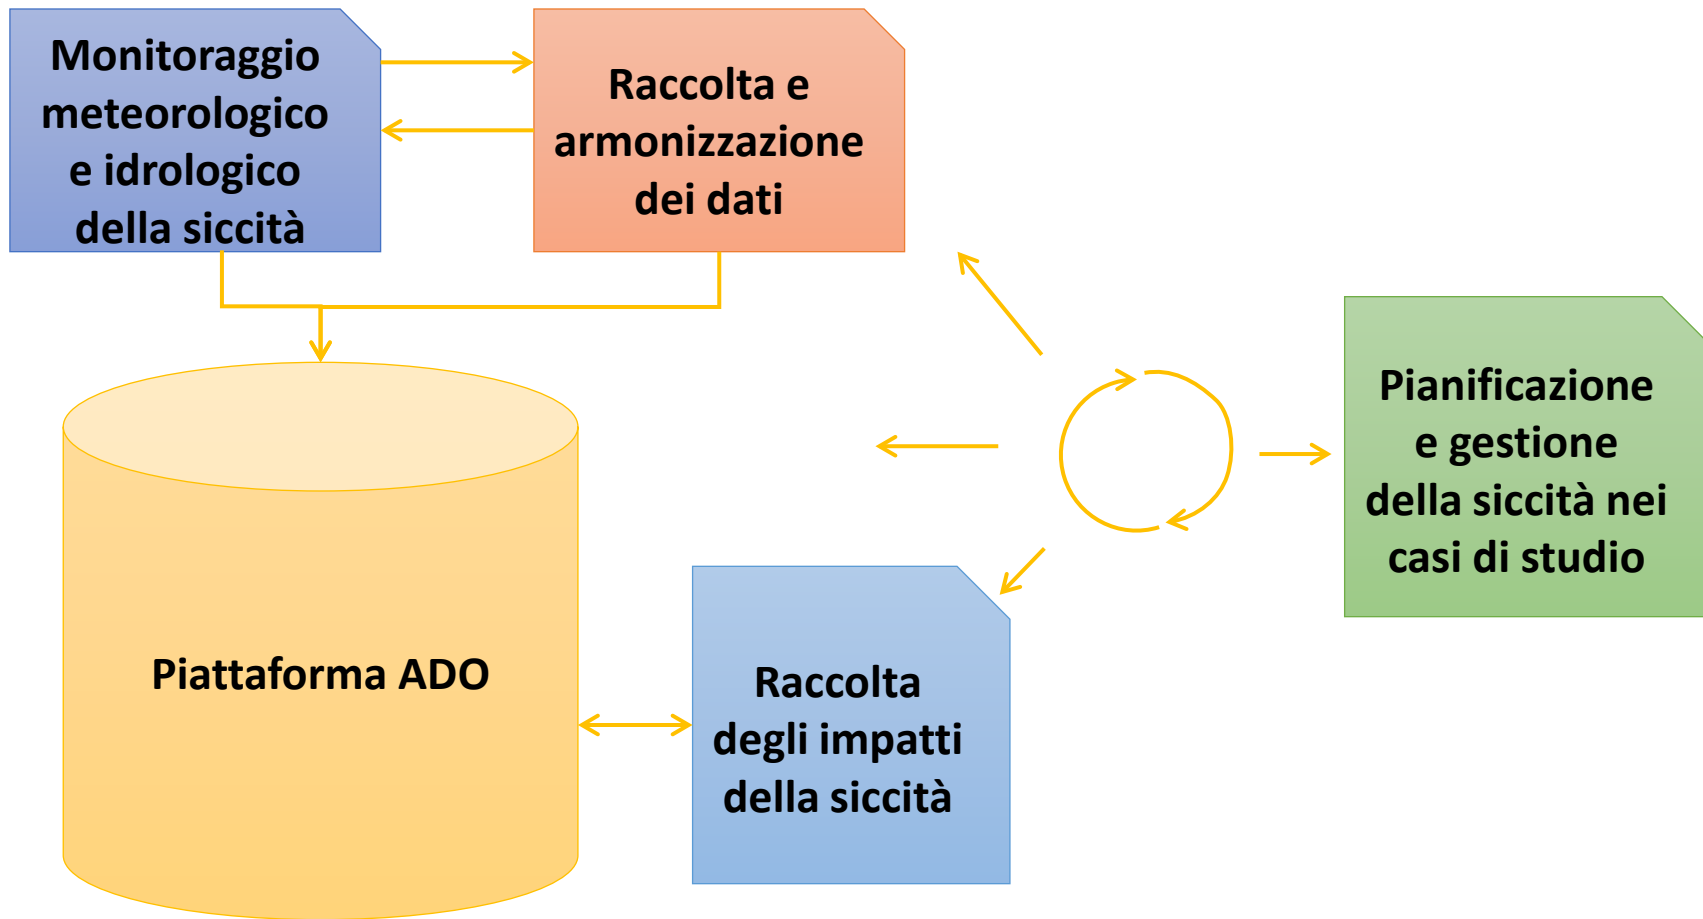 Monitoraggio
meteorologico
e idrologico
della siccità
Raccolta e
armonizzazione
dei dati
Pianificazione
e gestione
della siccità nei
casi di studio
Piattaforma ADO
Raccolta
degli impatti
della siccità